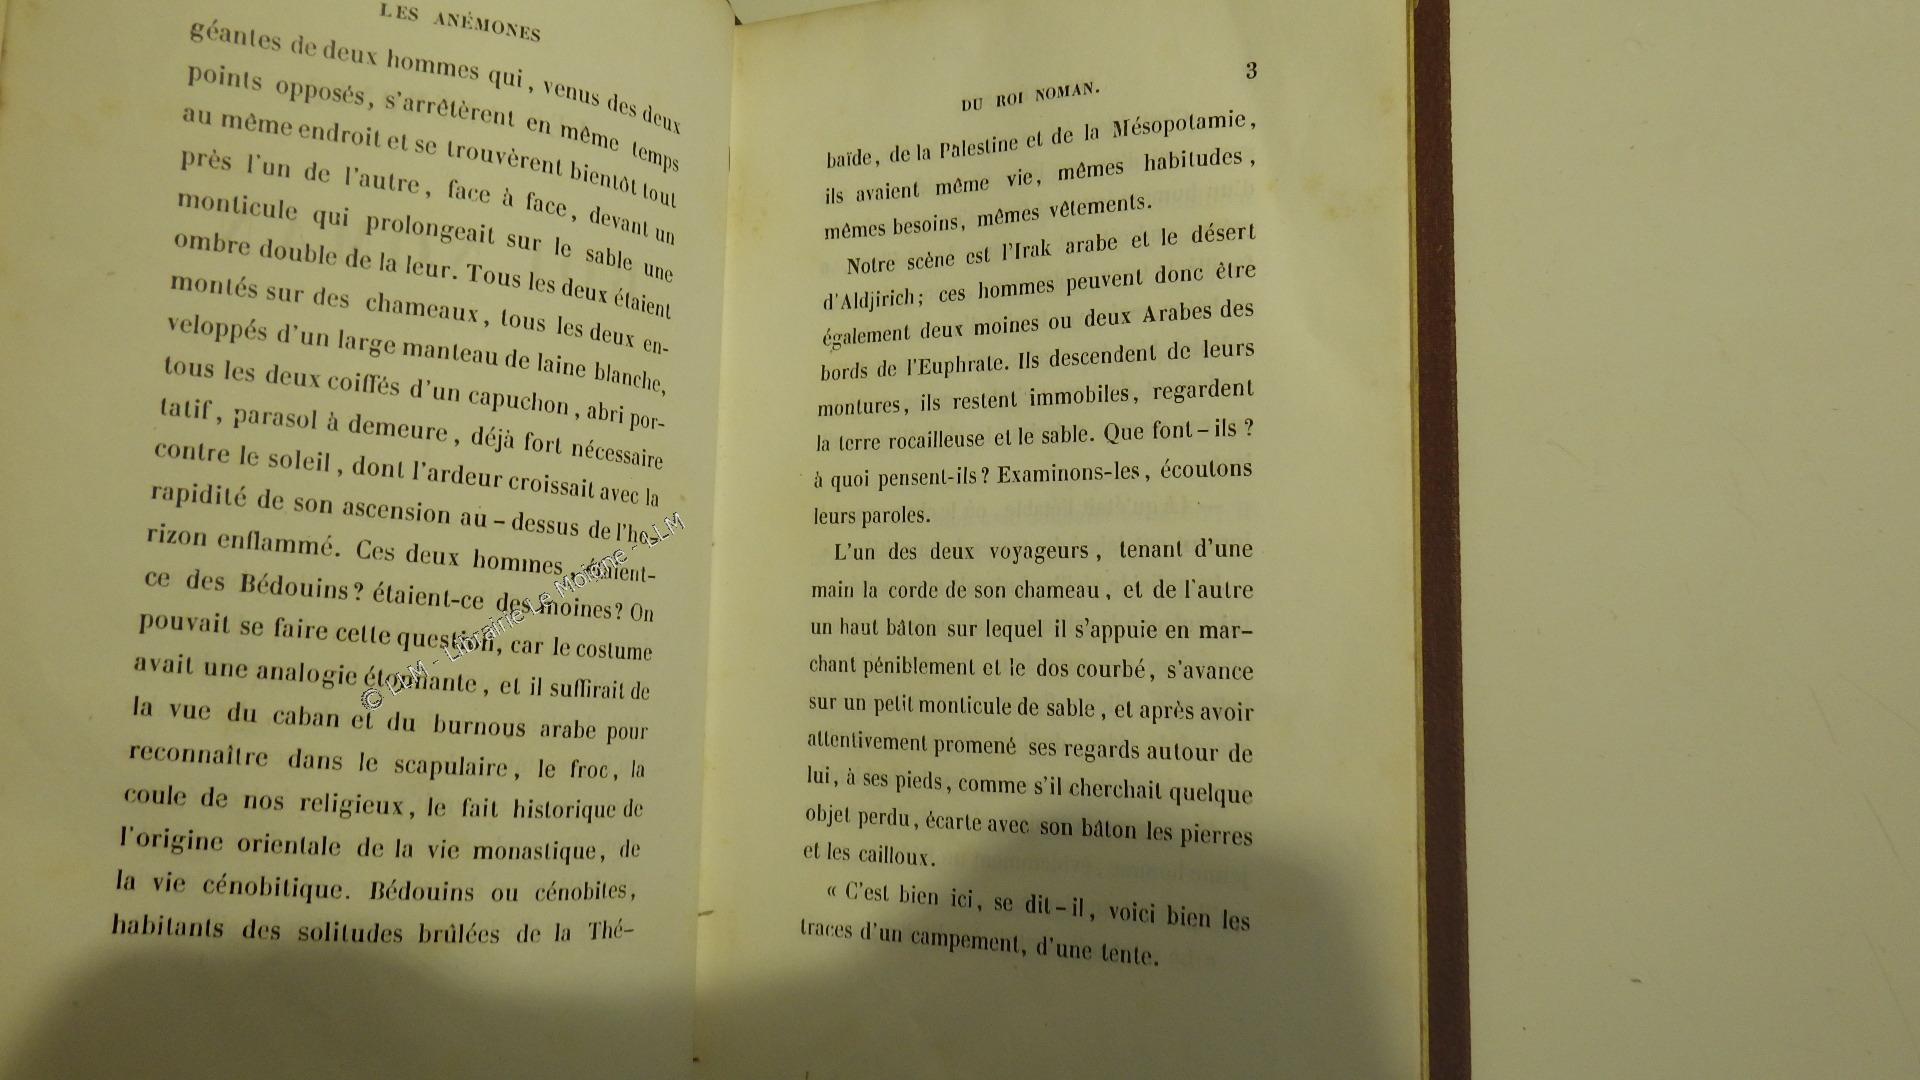 LES ANÉMONES
géantes de deux hommes qui, venus des deux
points opposés, s'arrêtèrent en même temps
au même endroit et se trouvèrent bientôt tout
près l'un de l'autre, face à face, devant un
monticule qui prolongeait sur le sable une
ombre double de la leur. Tous les deux étaient
montés sur des chameaux, tous les deux en-
veloppés d'un large manteau de laine blanche,
tous les deux coiffés d'un capuchon, abri por-
tatif, parasol à demeure, déjà fort nécessaire
contre le soleil, dont l'ardeur croissait avec la
rapidité de son ascension au-dessus de l'ho-
rizon enflammé. Ces deux hommes, étaient-
ce des Bédouins? étaient-ce des moines? On
pouvait se faire cette question, car le costume
avait une analogie étonnante, et il suffirait de
la vue du caban et du burnous arabe pour
reconnaître dans le scapulaire, le froc, la
coule de nos religieux, le fait historique de
l'origine orientale de la vie monastique, de
la vie cénobitique. Bédouins ou cénobites,
habitants des solitudes brûlées de la Thé-
© LLM - Librairie Le Moigne - LLM
3
DU ROI NOMAN.
baïde, de la Palestine et de la Mésopotamie,
ils avaient même vie, mêmes habitudes,
mêmes besoins, mêmes vêtements.
Notre scène est l'Irak arabe et le désert
d'Aldjirich; ces hommes peuvent donc être
également deux moines ou deux Arabes des
bords de l'Euphrate. Ils descendent de leurs
montures, ils restent immobiles, regardent
la terre rocailleuse et le sable. Que font-ils?
à quoi pensent-ils? Examinons-les, écoutons
leurs paroles.
L'un des deux voyageurs, tenant d'une
main la corde de son chameau, et de l'autre
un haut bâton sur lequel il s'appuie en mar-
chant péniblement et le dos courbé, s'avance
sur un petit monticule de sable, et après avoir
attentivement promené ses regards autour de
lui, à ses pieds, comme s'il cherchait quelque
objet perdu, écarte avec son bâton les pierres
et les cailloux.
« C'est bien ici, se dit-il, voici bien les
traces d'un campement, d'une tente.